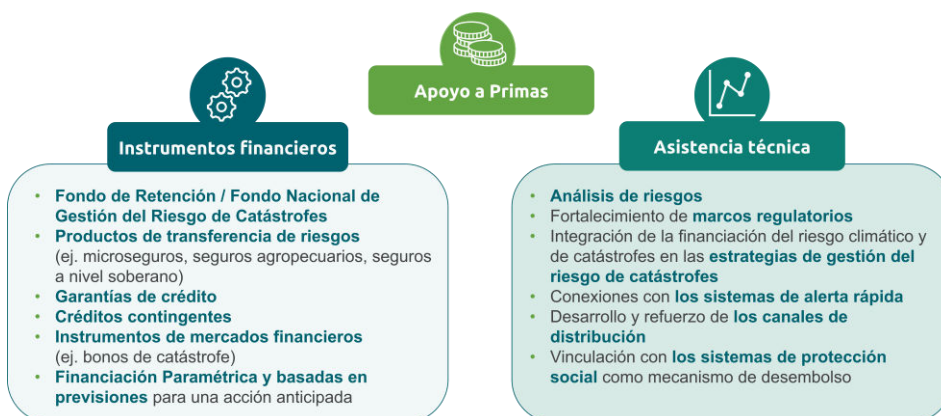 Apoyo a Primas
Instrumentos financieros
• Fondo de Retención / Fondo Nacional de
Gestión del Riesgo de Catástrofes
• Productos de transferencia de riesgos
(ej. microseguros, seguros agropecuarios, seguros
a nivel soberano)
• Garantías de crédito
• Créditos contingentes
• Instrumentos de mercados financieros
(ej. bonos de catástrofe)
• Financiación Paramétrica y basadas en
previsiones para una acción anticipada
Asistencia técnica
• Análisis de riesgos
• Fortalecimiento de marcos regulatorios
• Integración de la financiación del riesgo climático y
de catástrofes en las estrategias de gestión del
riesgo de catástrofes
• Conexiones con los sistemas de alerta rápida
• Desarrollo y refuerzo de los canales de
distribución
• Vinculación con los sistemas de protección
social como mecanismo de desembolso